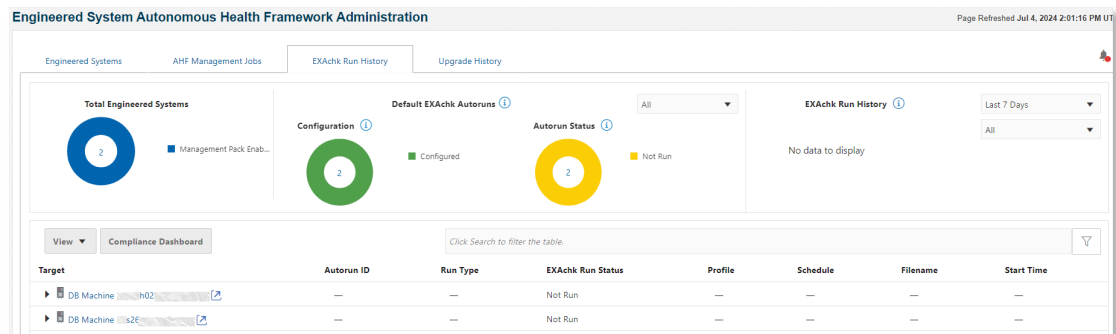 Engineered System Autonomous Health Framework Administration
Page Refreshed Jul 4, 2024 2:01:16 PM UT
Engineered Systems AHF Management Jobs EXAchk Run History Upgrade History
Total Engineered Systems
2
Management Pack Enab...
Default EXAchk Autoruns
All
Configuration
2
Configured
Autorun Status
2
Not Run
EXAchk Run History
Last 7 Days
All
No data to display
View Compliance Dashboard
Click Search to filter the table.
Target Autorun ID Run Type EXAchk Run Status Profile Schedule Filename Start Time
DB Machine h02 — — Not Run — — — —
DB Machine s26 — — Not Run — — — —